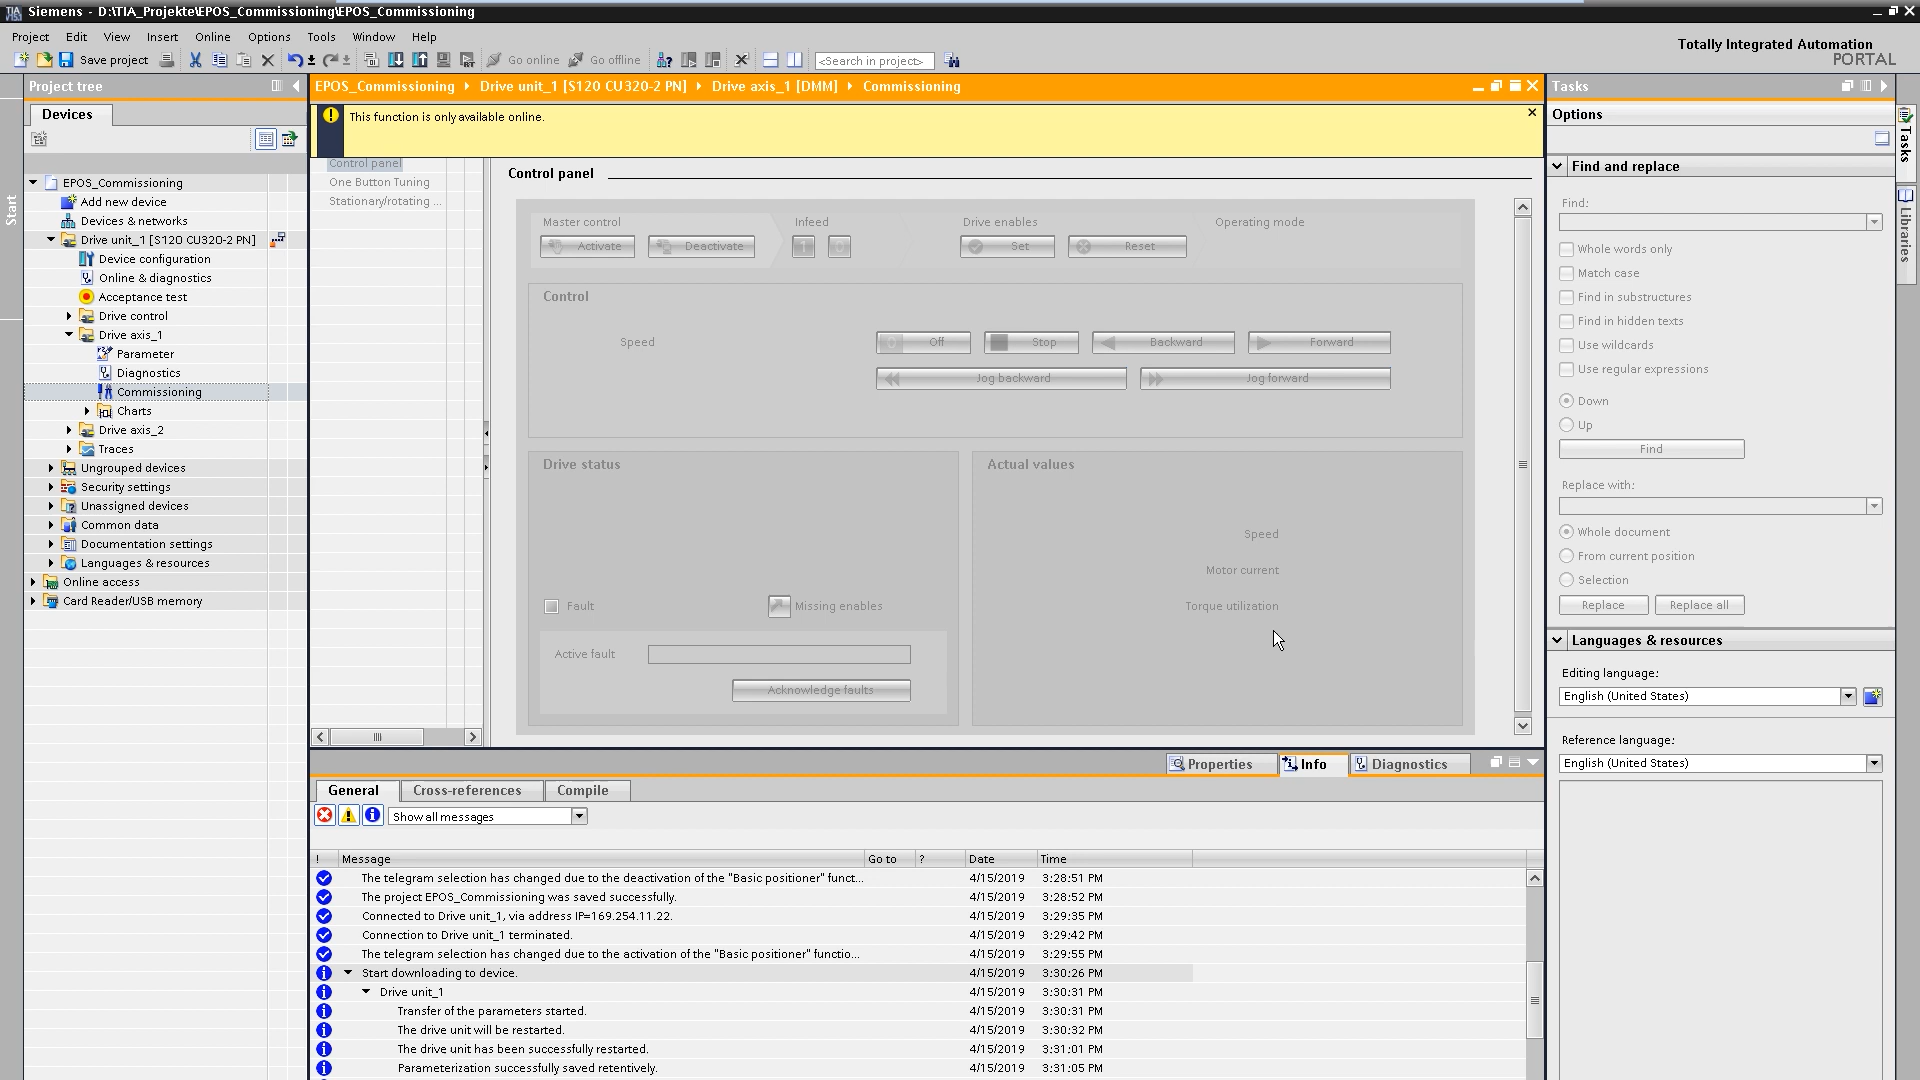 Siemens - D:\TIA_Projekte\EPOS_Commissioning\EPOS_Commissioning
Project Edit View Insert Online Options Tools Window Help
Totally Integrated Automation
PORTAL
Save project
Go online
Go offline
<Search in project>
Project tree
Devices
Start
EPOS_Commissioning
Add new device
Devices & networks
Drive unit_1 [S120 CU320-2 PN]
Device configuration
Online & diagnostics
Acceptance test
Drive control
Drive axis_1
Parameter
Diagnostics
Commissioning
Charts
Drive axis_2
Traces
Ungrouped devices
Security settings
Unassigned devices
Common data
Documentation settings
Languages & resources
Online access
Card Reader/USB memory
EPOS_Commissioning Drive unit_1 [S120 CU320-2 PN] Drive axis_1 [DMM] Commissioning
This function is only available online.
Control panel
One Button Tuning
Stationary/rotating ...
Control panel
Master control
Activate
Deactivate
Infeed
1
0
Drive enables
Set
Reset
Operating mode
Control
Speed
Off
Stop
Backward
Forward
Jog backward
Jog forward
Drive status
Fault
Missing enables
Active fault
Acknowledge faults
Actual values
Speed
Motor current
Torque utilization
Properties
Info
Diagnostics
General
Cross-references
Compile
Show all messages
! Message Go to ? Date Time
The telegram selection has changed due to the deactivation of the "Basic positioner" funct... 4/15/2019 3:28:51 PM
The project EPOS_Commissioning was saved successfully. 4/15/2019 3:28:52 PM
Connected to Drive unit_1, via address IP=169.254.11.22. 4/15/2019 3:29:35 PM
Connection to Drive unit_1 terminated. 4/15/2019 3:29:42 PM
The telegram selection has changed due to the activation of the "Basic positioner" functio... 4/15/2019 3:29:55 PM
Start downloading to device. 4/15/2019 3:30:26 PM
Drive unit_1 4/15/2019 3:30:31 PM
Transfer of the parameters started. 4/15/2019 3:30:31 PM
The drive unit will be restarted. 4/15/2019 3:30:32 PM
The drive unit has been successfully restarted. 4/15/2019 3:31:01 PM
Parameterization successfully saved retentively. 4/15/2019 3:31:05 PM
Tasks
Options
Find and replace
Find:
Whole words only
Match case
Find in substructures
Find in hidden texts
Use wildcards
Use regular expressions
Down
Up
Find
Replace with:
Whole document
From current position
Selection
Replace
Replace all
Languages & resources
Editing language:
English (United States)
Reference language:
English (United States)
Tasks
Libraries